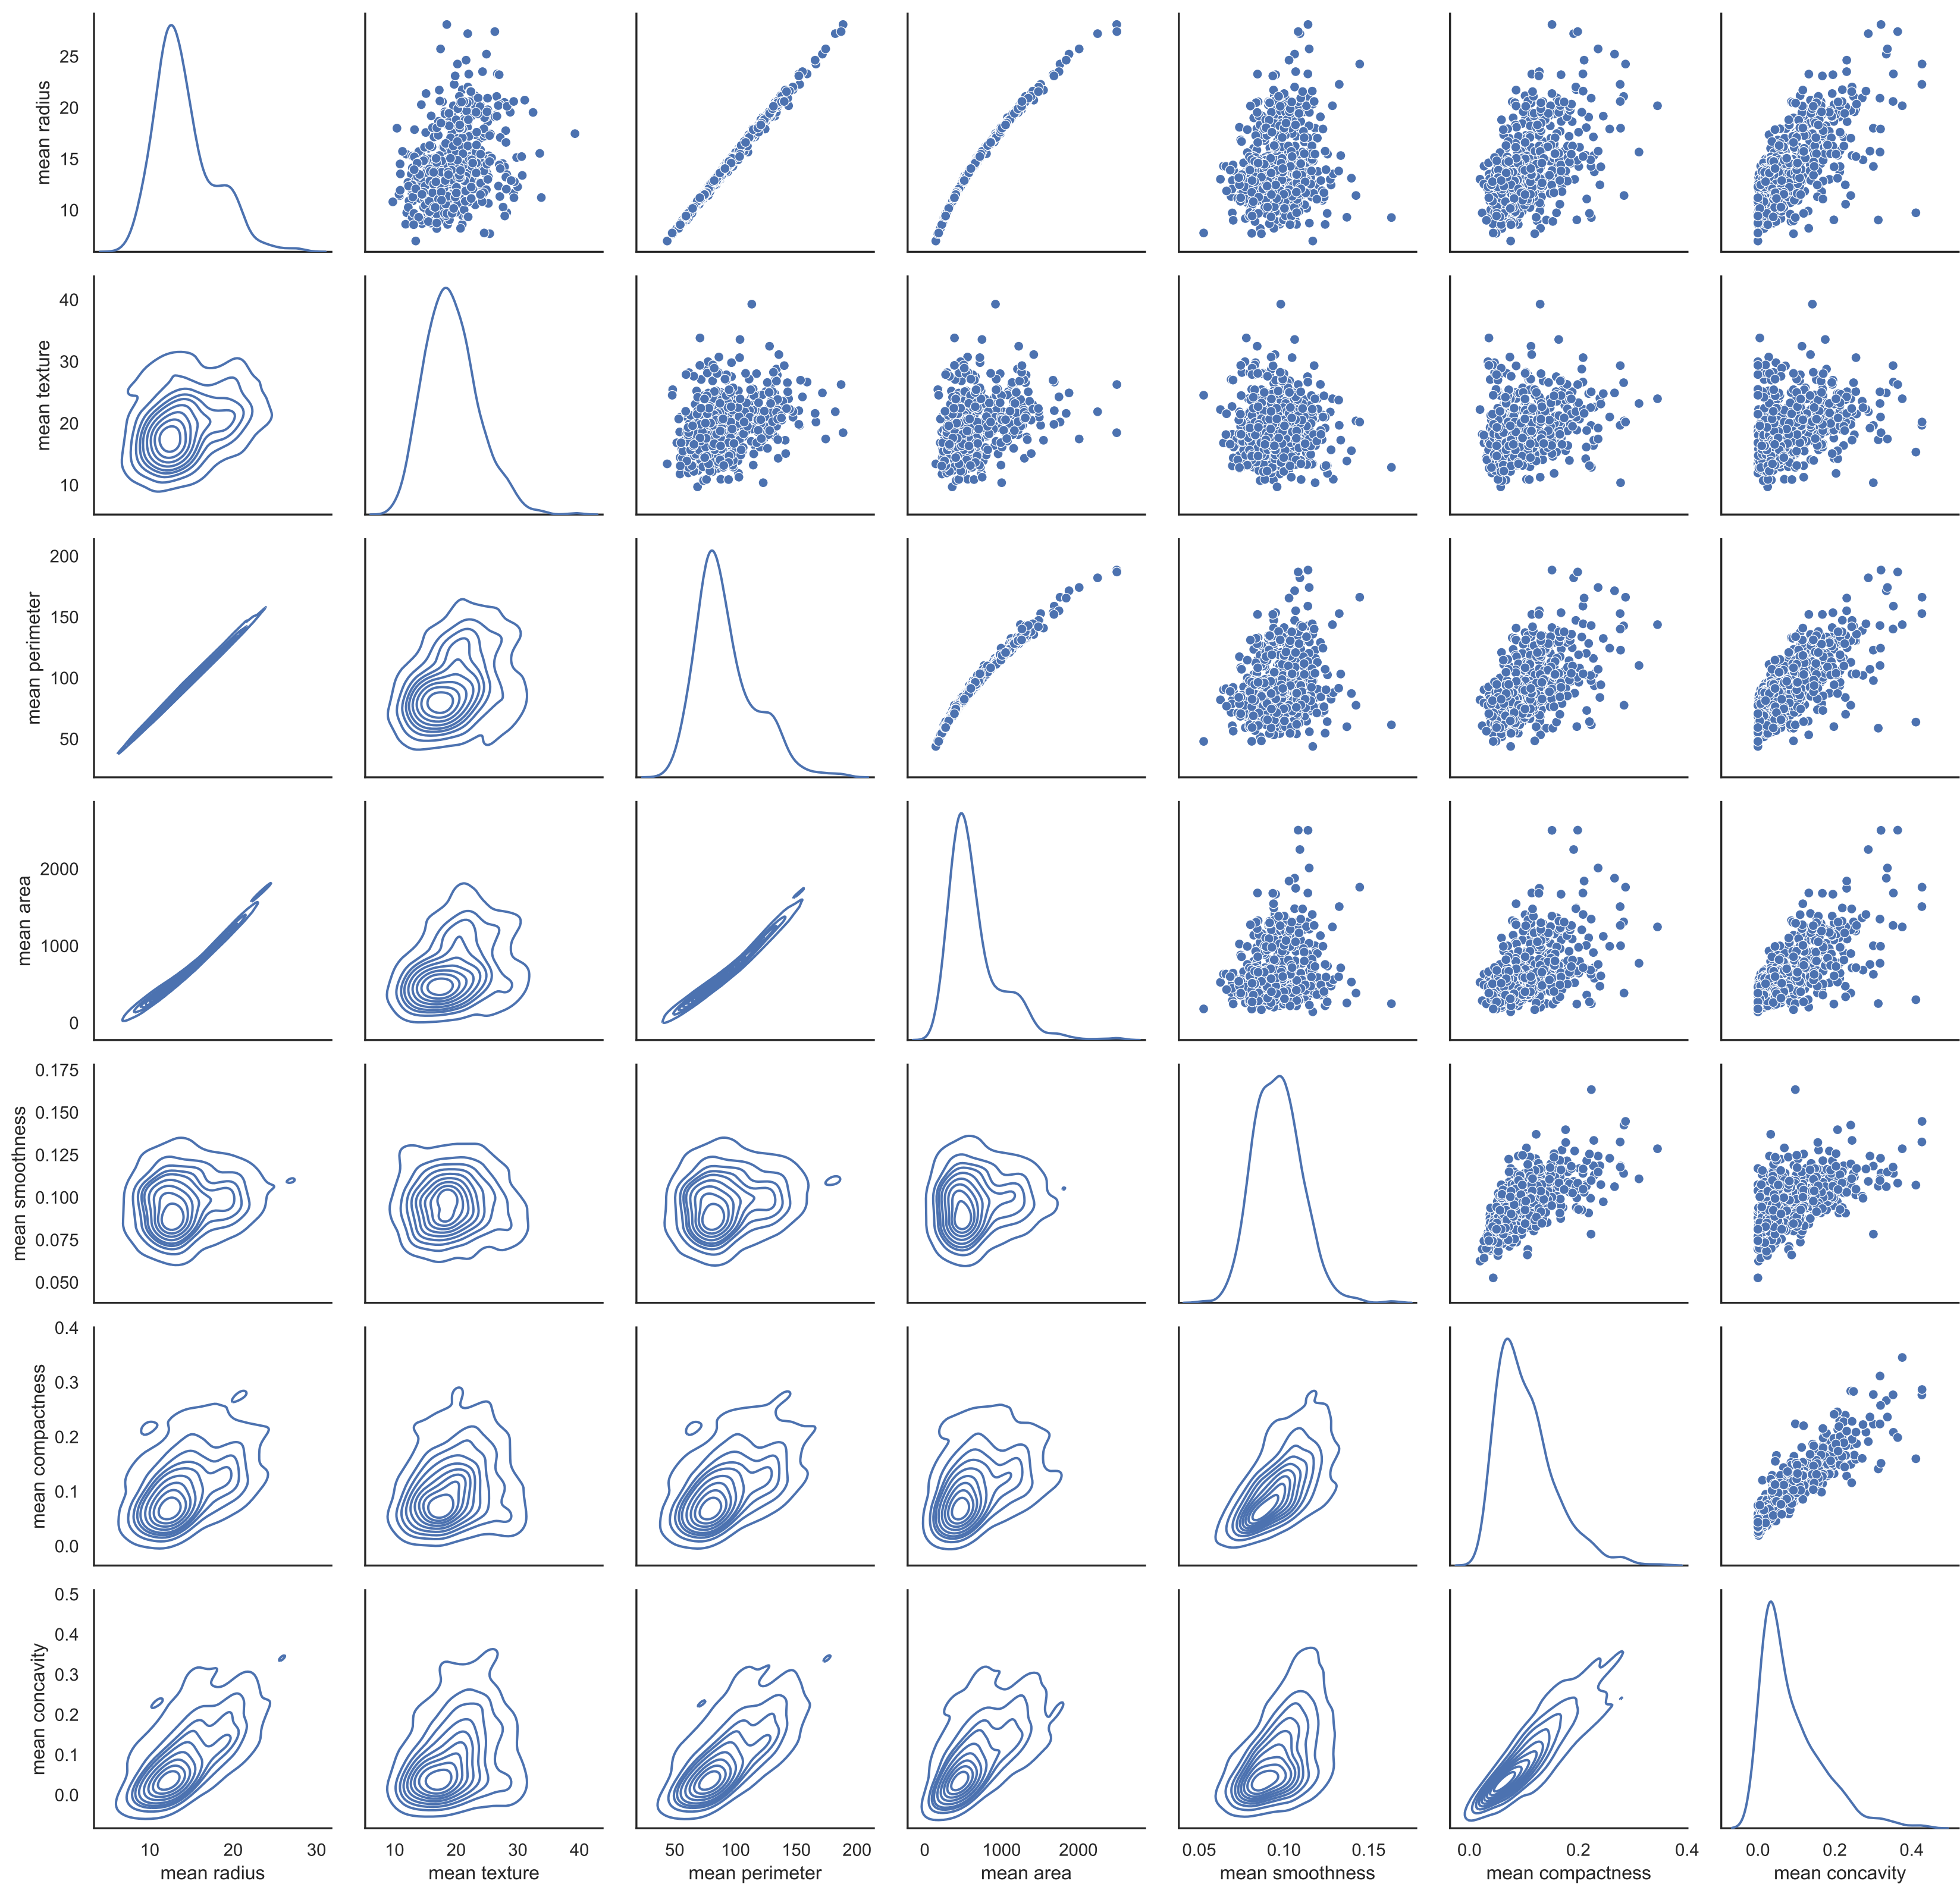 25
20
15
10
mean radius
40
30
20
10
mean texture
200
150
100
50
mean perimeter
2000
1000
0
mean area
0.175
0.150
0.125
0.100
0.075
0.050
mean smoothness
0.4
0.3
0.2
0.1
0.0
mean compactness
0.5
0.4
0.3
0.2
0.1
0.0
mean concavity
10 20 30
10 20 30 40
50 100 150 200
0 1000 2000
0.05 0.10 0.15
0.0 0.2 0.4
0.0 0.2 0.4
mean radius
mean texture
mean perimeter
mean area
mean smoothness
mean compactness
mean concavity